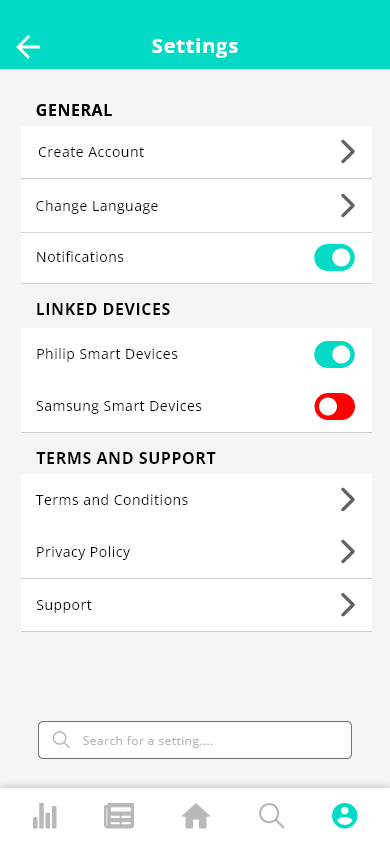 Settings
GENERAL
Create Account
Change Language
Notifications
LINKED DEVICES
Philip Smart Devices
Samsung Smart Devices
TERMS AND SUPPORT
Terms and Conditions
Privacy Policy
Support
Search for a setting....